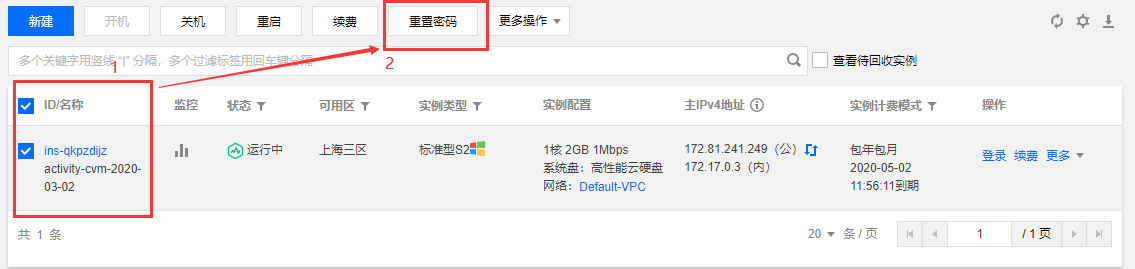 新建 开机 关机 重启 续费 重置密码 更多操作
多个关键字用竖线 "|" 分隔，多个过滤标签用回车键分隔 查看待回收实例
1
2
ID/名称 监控 状态 可用区 实例类型 实例配置 主IPv4地址 实例计费模式 操作
ins-qkpzdijz
activity-cvm-2020-
03-02
运行中
上海三区
标准型S2
1核 2GB 1Mbps
系统盘：高性能云硬盘
网络：Default-VPC
172.81.241.249（公）
172.17.0.3（内）
包年包月
2020-05-02
11:56:11到期
登录 续费 更多
共 1 条 20 条 / 页 1 / 1 页